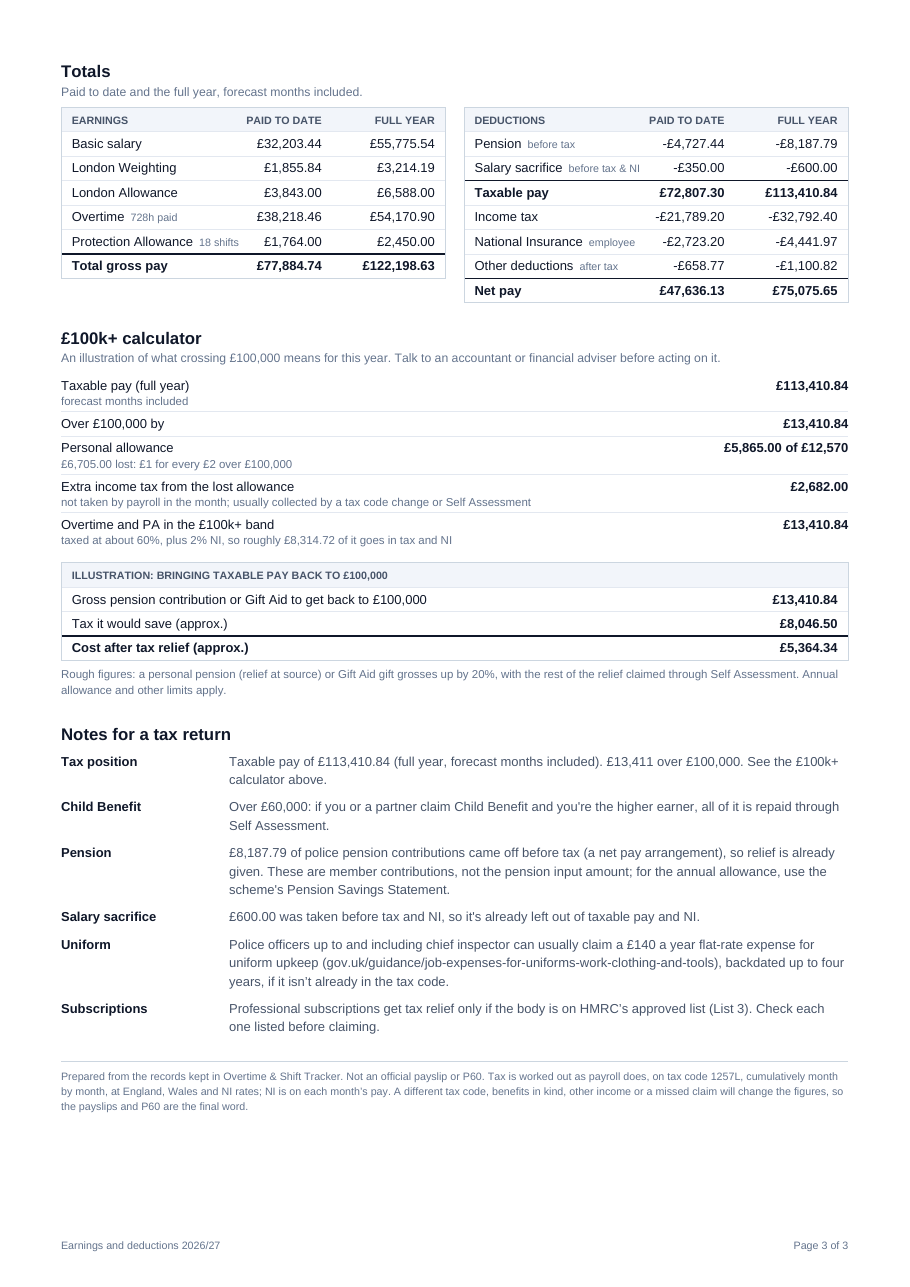 Totals
Paid to date and the full year, forecast months included.
EARNINGS PAID TO DATE FULL YEAR
Basic salary £32,203.44 £55,775.54
London Weighting £1,855.84 £3,214.19
London Allowance £3,843.00 £6,588.00
Overtime 728h paid £38,218.46 £54,170.90
Protection Allowance 18 shifts £1,764.00 £2,450.00
Total gross pay £77,884.74 £122,198.63
DEDUCTIONS PAID TO DATE FULL YEAR
Pension before tax -£4,727.44 -£8,187.79
Salary sacrifice before tax & NI -£350.00 -£600.00
Taxable pay £72,807.30 £113,410.84
Income tax -£21,789.20 -£32,792.40
National Insurance employee -£2,723.20 -£4,441.97
Other deductions after tax -£658.77 -£1,100.82
Net pay £47,636.13 £75,075.65
£100k+ calculator
An illustration of what crossing £100,000 means for this year. Talk to an accountant or financial adviser before acting on it.
Taxable pay (full year) £113,410.84
forecast months included
Over £100,000 by £13,410.84
Personal allowance £5,865.00 of £12,570
£6,705.00 lost: £1 for every £2 over £100,000
Extra income tax from the lost allowance £2,682.00
not taken by payroll in the month; usually collected by a tax code change or Self Assessment
Overtime and PA in the £100k+ band £13,410.84
taxed at about 60%, plus 2% NI, so roughly £8,314.72 of it goes in tax and NI
ILLUSTRATION: BRINGING TAXABLE PAY BACK TO £100,000
Gross pension contribution or Gift Aid to get back to £100,000 £13,410.84
Tax it would save (approx.) £8,046.50
Cost after tax relief (approx.) £5,364.34
Rough figures: a personal pension (relief at source) or Gift Aid gift grosses up by 20%, with the rest of the relief claimed through Self Assessment. Annual
allowance and other limits apply.
Notes for a tax return
Tax position Taxable pay of £113,410.84 (full year, forecast months included). £13,411 over £100,000. See the £100k+
calculator above.
Child Benefit Over £60,000: if you or a partner claim Child Benefit and you're the higher earner, all of it is repaid through
Self Assessment.
Pension £8,187.79 of police pension contributions came off before tax (a net pay arrangement), so relief is already
given. These are member contributions, not the pension input amount; for the annual allowance, use the
scheme's Pension Savings Statement.
Salary sacrifice £600.00 was taken before tax and NI, so it's already left out of taxable pay and NI.
Uniform Police officers up to and including chief inspector can usually claim a £140 a year flat-rate expense for
uniform upkeep (gov.uk/guidance/job-expenses-for-uniforms-work-clothing-and-tools), backdated up to four
years, if it isn’t already in the tax code.
Subscriptions Professional subscriptions get tax relief only if the body is on HMRC’s approved list (List 3). Check each
one listed before claiming.
Prepared from the records kept in Overtime & Shift Tracker. Not an official payslip or P60. Tax is worked out as payroll does, on tax code 1257L, cumulatively month
by month, at England, Wales and NI rates; NI is on each month's pay. A different tax code, benefits in kind, other income or a missed claim will change the figures, so
the payslips and P60 are the final word.
Earnings and deductions 2026/27 Page 3 of 3